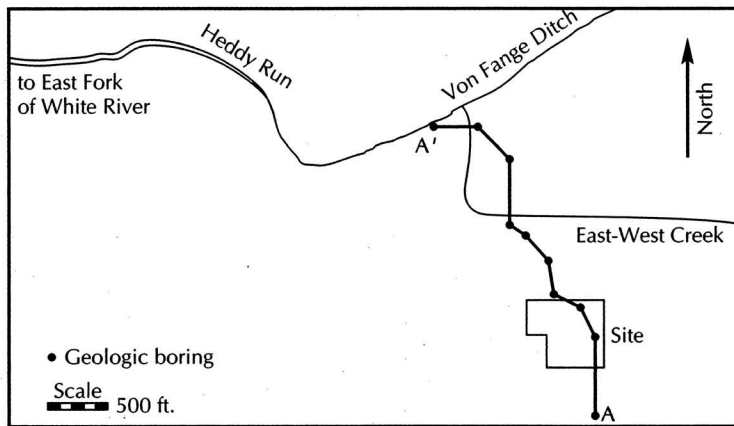 to East Fork
of White River
Heddy Run
Von Fange Ditch
North
A'
East-West Creek
Site
• Geologic boring
Scale
500 ft.
A